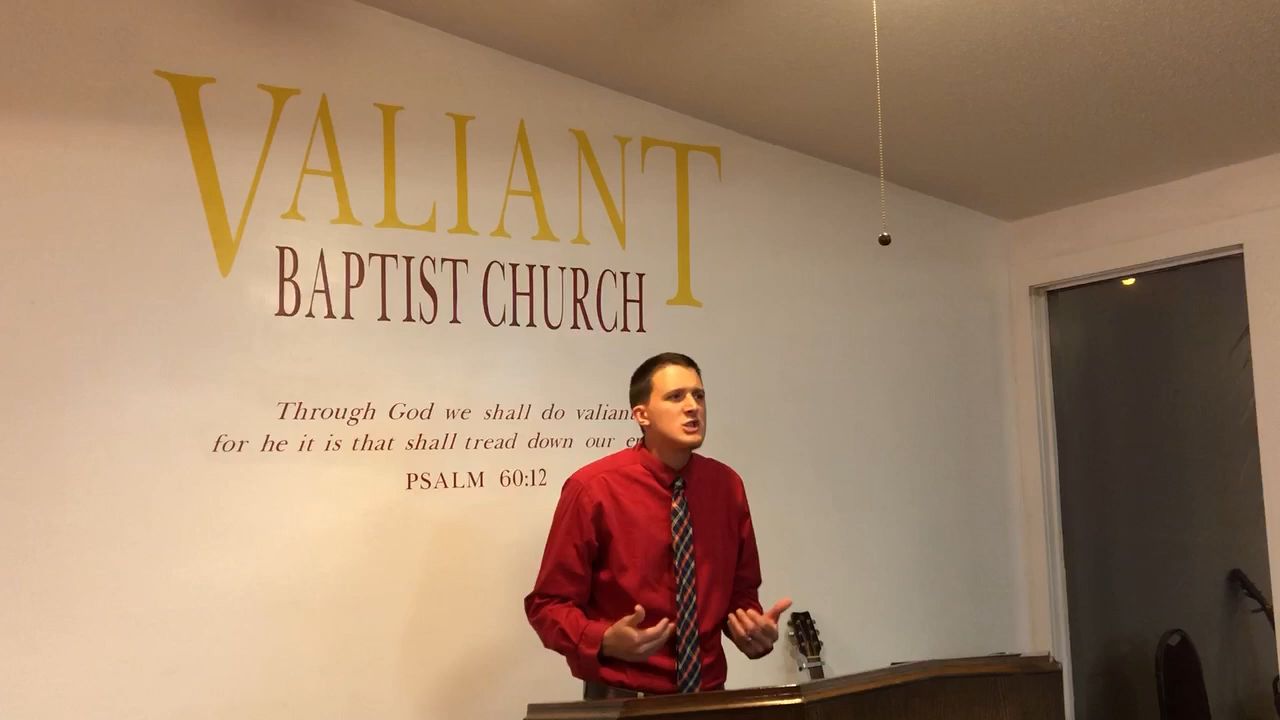 VALIANT
BAPTIST CHURCH
Through God we shall do
for he it is that shall tread down our
PSALM 60:12